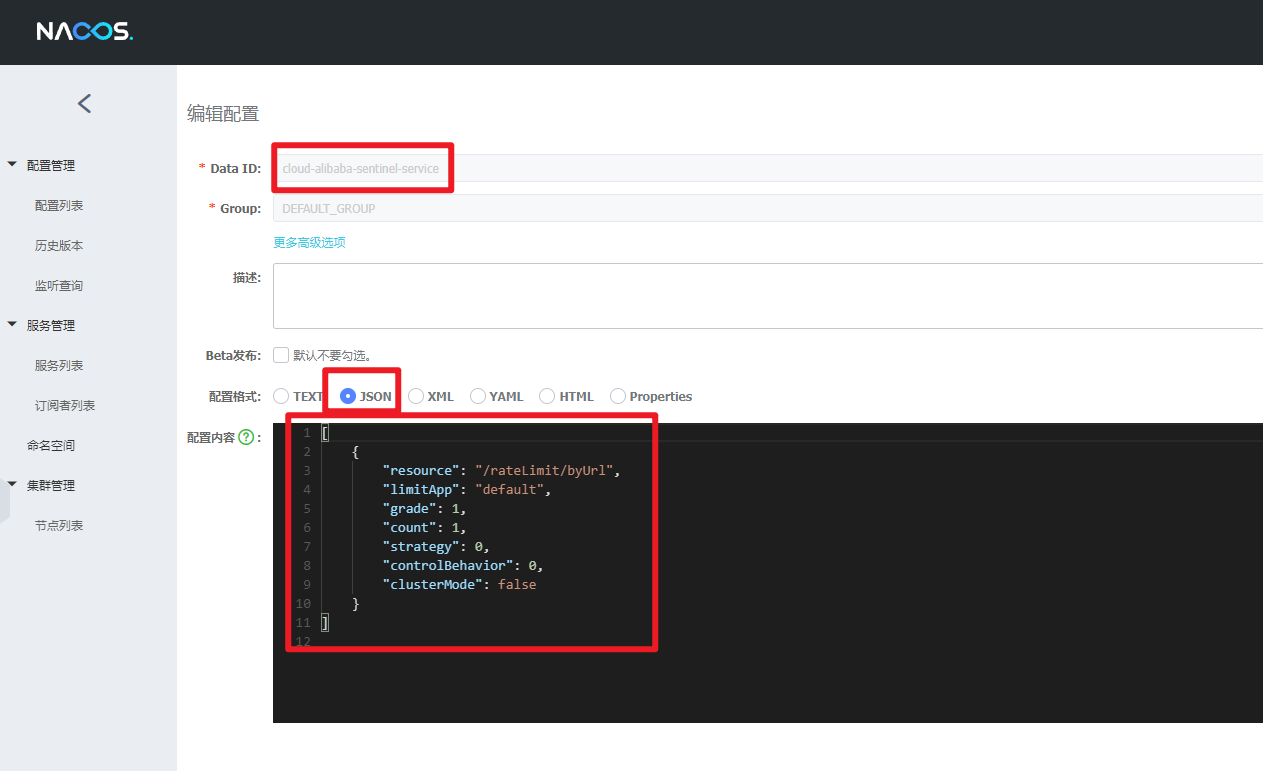 NACOS.
编辑配置
配置管理
配置列表
历史版本
监听查询
服务管理
服务列表
订阅者列表
命名空间
集群管理
节点列表
* Data ID: cloud-alibaba-sentinel-service
* Group: DEFAULT_GROUP
更多高级选项
描述:
Beta发布: 默认不要勾选。
配置格式: TEXT JSON XML YAML HTML Properties
配置内容 ? :
1 [
2 {
3 "resource": "/rateLimit/byUrl",
4 "limitApp": "default",
5 "grade": 1,
6 "count": 1,
7 "strategy": 0,
8 "controlBehavior": 0,
9 "clusterMode": false
10 }
11 ]
12